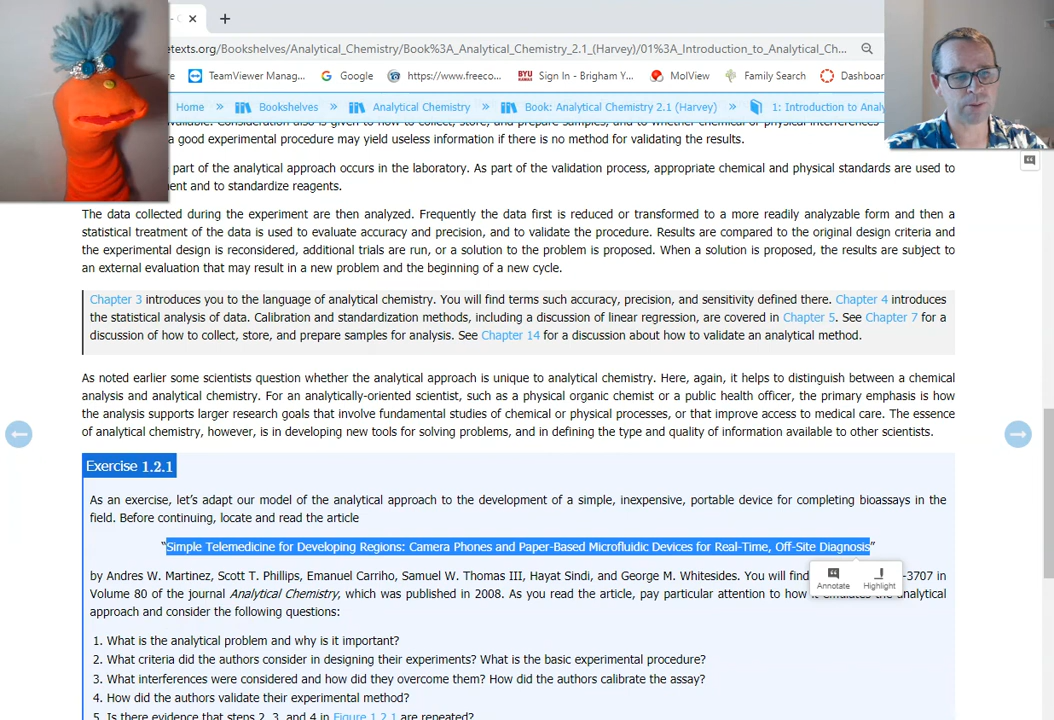 etexts.org/Bookshelves/Analytical_Chemistry/Book%3A_Analytical_Chemistry_2.1_(Harvey)/01%3A_Introduction_to_Analytical_Ch...
TeamViewer Manag... Google https://www.freeco... BYU Sign In - Brigham Y... MolView Family Search Dashboar
Home » Bookshelves » Analytical Chemistry » Book: Analytical Chemistry 2.1 (Harvey) » 1: Introduction to Analy
a good experimental procedure may yield useless information if there is no method for validating the results.
part of the analytical approach occurs in the laboratory. As part of the validation process, appropriate chemical and physical standards are used to
ent and to standardize reagents.
The data collected during the experiment are then analyzed. Frequently the data first is reduced or transformed to a more readily analyzable form and then a
statistical treatment of the data is used to evaluate accuracy and precision, and to validate the procedure. Results are compared to the original design criteria and
the experimental design is reconsidered, additional trials are run, or a solution to the problem is proposed. When a solution is proposed, the results are subject to
an external evaluation that may result in a new problem and the beginning of a new cycle.
Chapter 3 introduces you to the language of analytical chemistry. You will find terms such accuracy, precision, and sensitivity defined there. Chapter 4 introduces
the statistical analysis of data. Calibration and standardization methods, including a discussion of linear regression, are covered in Chapter 5. See Chapter 7 for a
discussion of how to collect, store, and prepare samples for analysis. See Chapter 14 for a discussion about how to validate an analytical method.
As noted earlier some scientists question whether the analytical approach is unique to analytical chemistry. Here, again, it helps to distinguish between a chemical
analysis and analytical chemistry. For an analytically-oriented scientist, such as a physical organic chemist or a public health officer, the primary emphasis is how
the analysis supports larger research goals that involve fundamental studies of chemical or physical processes, or that improve access to medical care. The essence
of analytical chemistry, however, is in developing new tools for solving problems, and in defining the type and quality of information available to other scientists.
Exercise 1.2.1
As an exercise, let's adapt our model of the analytical approach to the development of a simple, inexpensive, portable device for completing bioassays in the
field. Before continuing, locate and read the article
“Simple Telemedicine for Developing Regions: Camera Phones and Paper-Based Microfluidic Devices for Real-Time, Off-Site Diagnosis”
by Andres W. Martinez, Scott T. Phillips, Emanuel Carriho, Samuel W. Thomas III, Hayat Sindi, and George M. Whitesides. You will find -3707 in
Annotate Highlight
Volume 80 of the journal Analytical Chemistry, which was published in 2008. As you read the article, pay particular attention to how analytical
approach and consider the following questions:
1. What is the analytical problem and why is it important?
2. What criteria did the authors consider in designing their experiments? What is the basic experimental procedure?
3. What interferences were considered and how did they overcome them? How did the authors calibrate the assay?
4. How did the authors validate their experimental method?
5. Is there evidence that steps 2, 3, and 4 in Figure 1.2.1 are repeated?